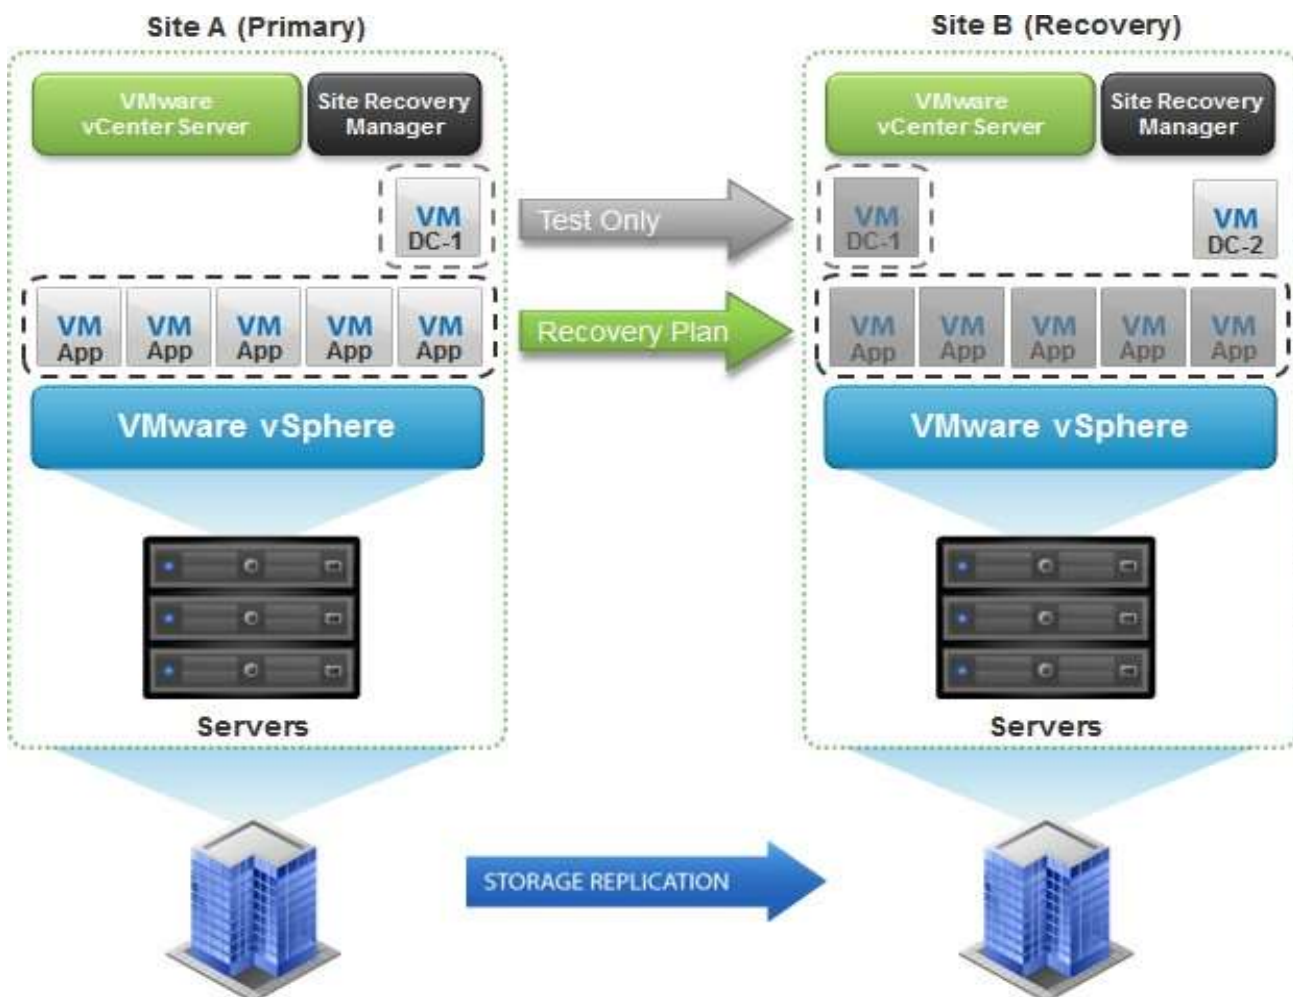 Site A (Primary)
Site B (Recovery)
VMware
vCenter Server
Site Recovery
Manager
VMware
vCenter Server
Site Recovery
Manager
VM
DC-1
Test Only
VM
DC-1
VM
DC-2
VM
App
VM
App
VM
App
VM
App
VM
App
Recovery Plan
VM
App
VM
App
VM
App
VM
App
VM
App
VMware vSphere
VMware vSphere
Servers
Servers
STORAGE REPLICATION